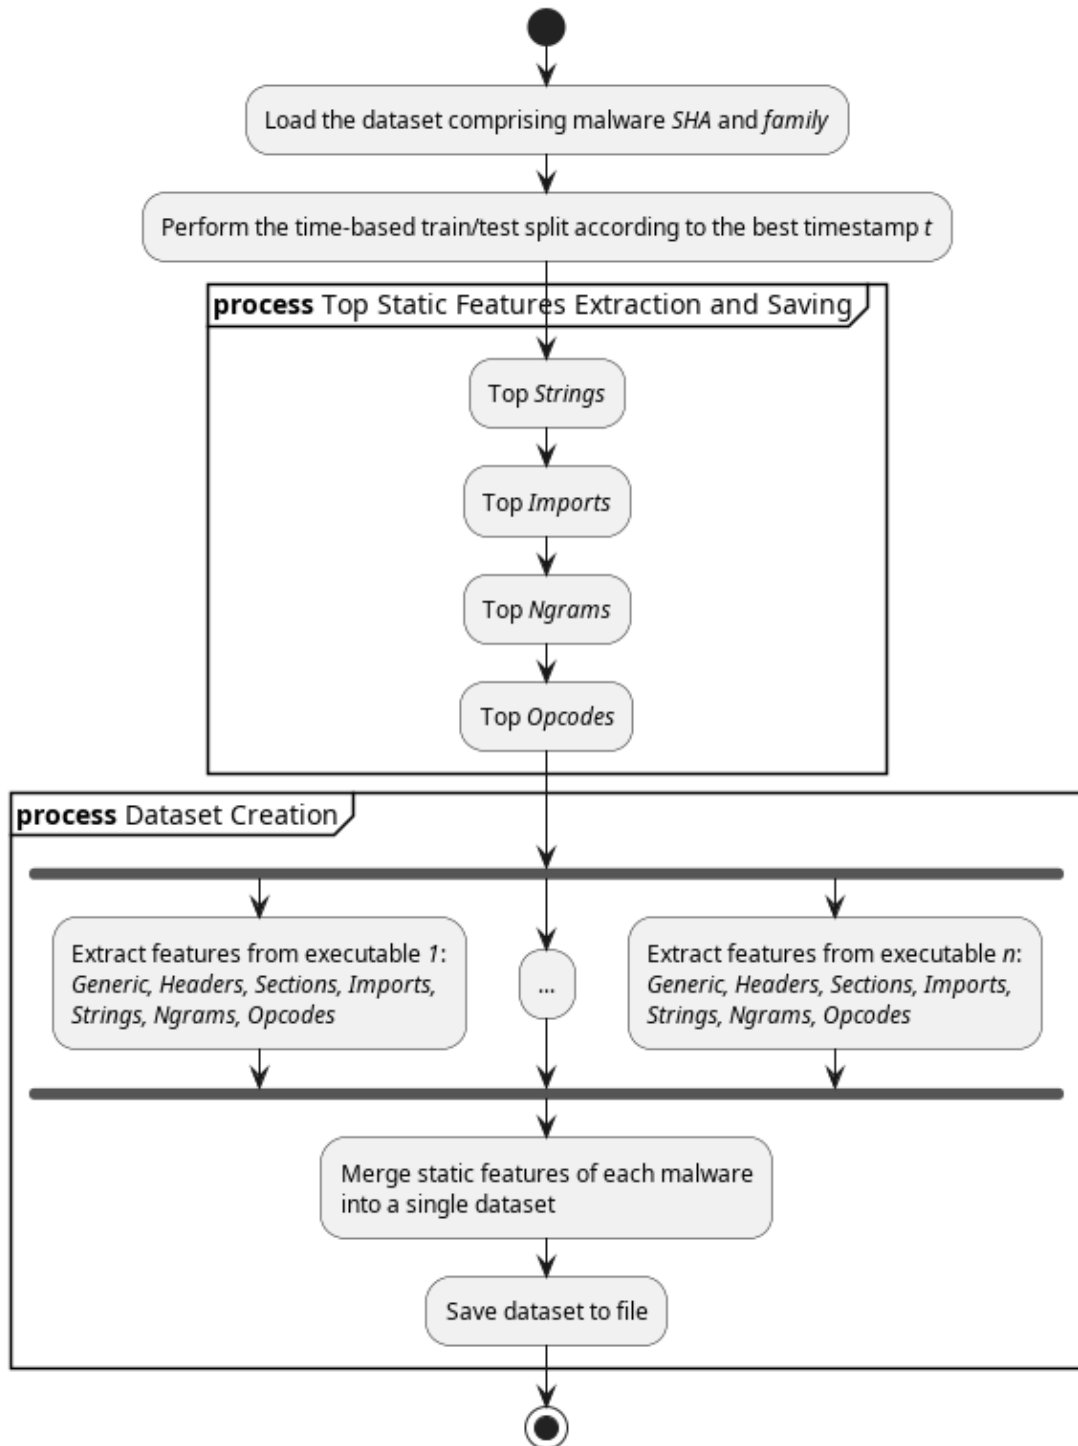 Load the dataset comprising malware SHA and family
Perform the time-based train/test split according to the best timestamp t
process Top Static Features Extraction and Saving
Top Strings
Top Imports
Top Ngrams
Top Opcodes
process Dataset Creation
Extract features from executable 1:
Generic, Headers, Sections, Imports,
Strings, Ngrams, Opcodes
...
Extract features from executable n:
Generic, Headers, Sections, Imports,
Strings, Ngrams, Opcodes
Merge static features of each malware
into a single dataset
Save dataset to file